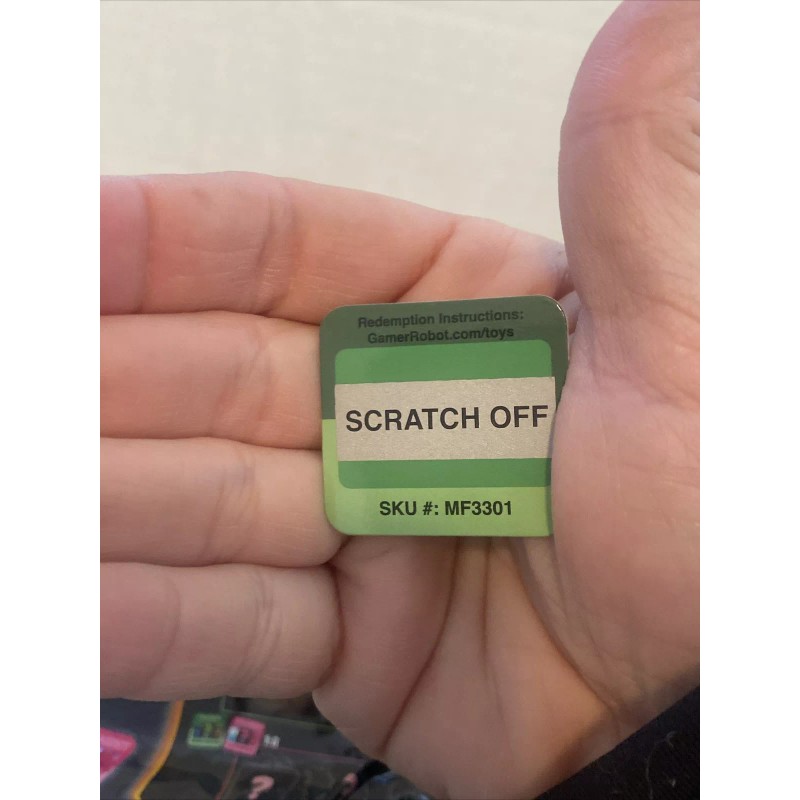 Redemption Instructions:
GamerRobot.com/toys
SCRATCH OFF
SKU #: MF3301
?